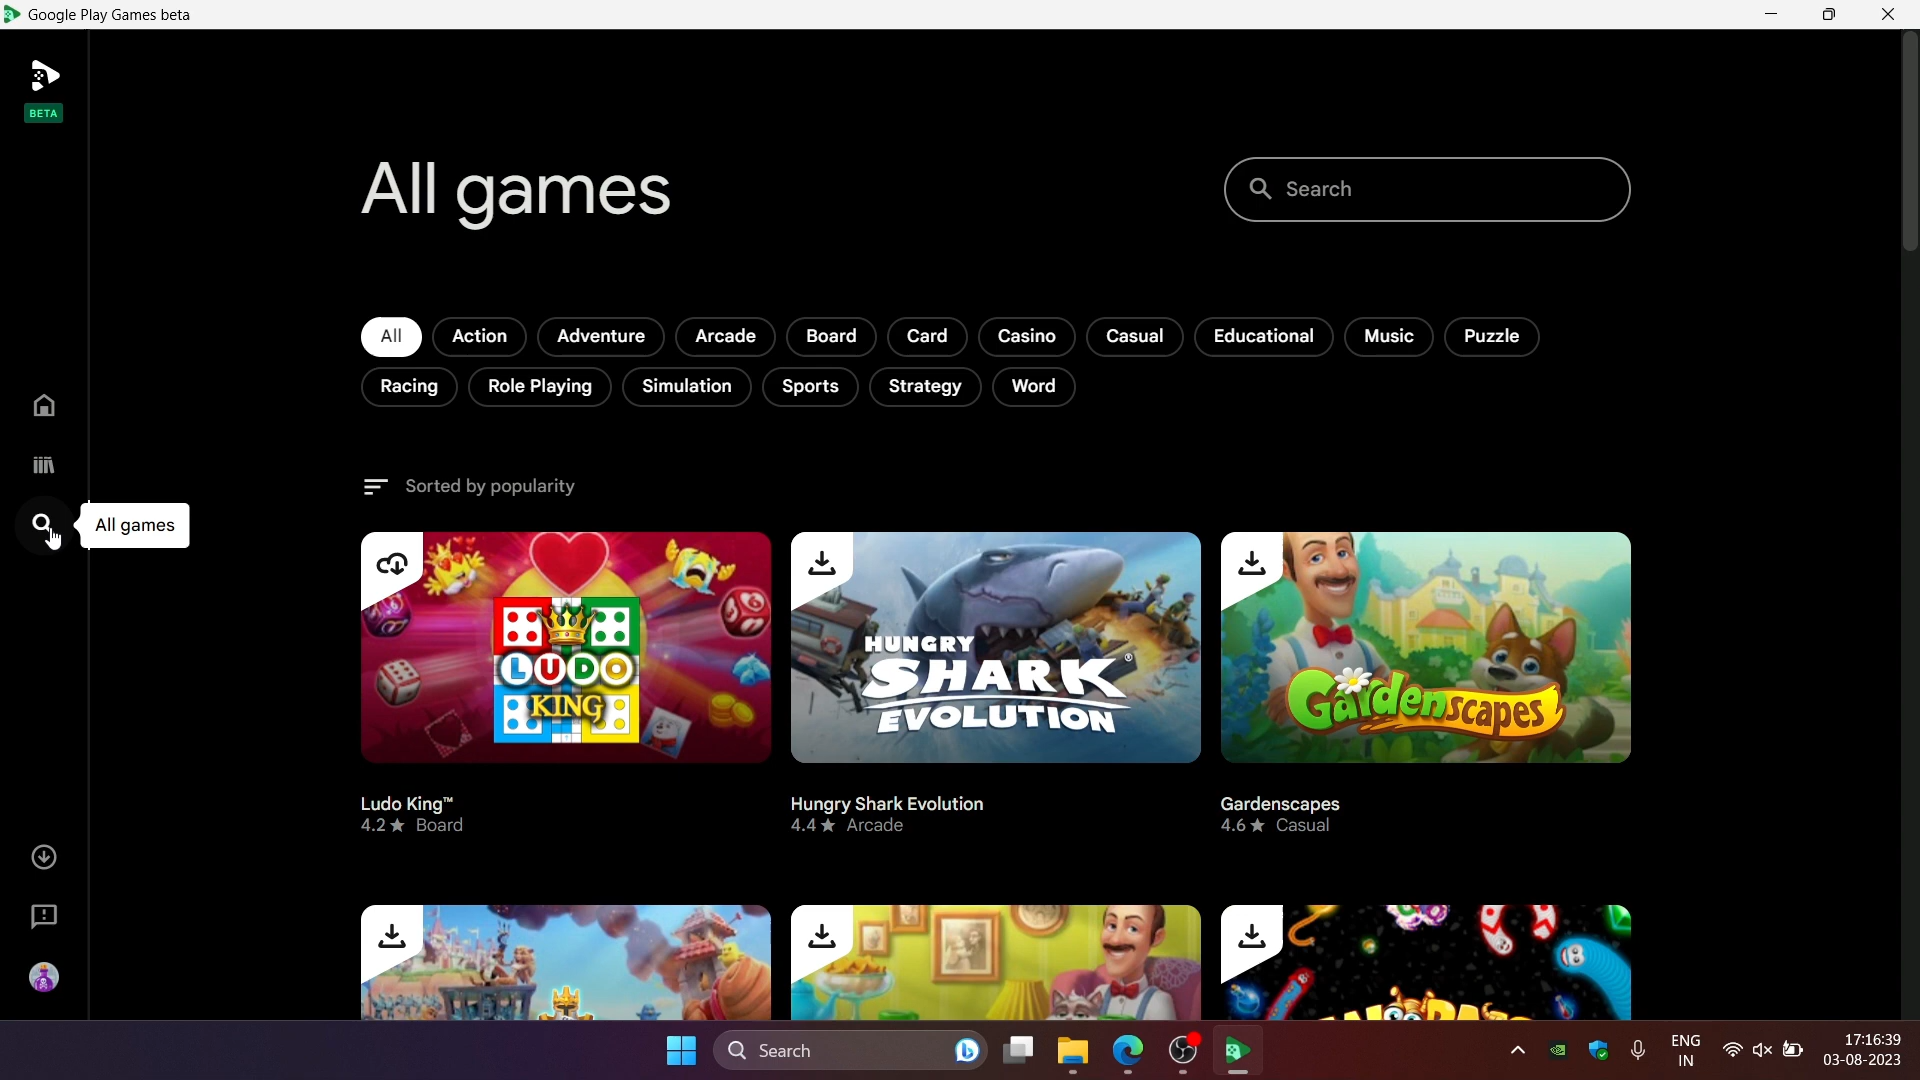 Google Play Games beta
BETA
All games
Search
All Action Adventure Arcade Board Card Casino Casual Educational Music Puzzle
Racing Role Playing Simulation Sports Strategy Word
Sorted by popularity
All games
LUDO
KING
HUNGRY
SHARK
EVOLUTION
Gardenscapes
Ludo King™
4.2★ Board
Hungry Shark Evolution
4.4★ Arcade
Gardenscapes
4.6★ Casual
Search
ENG
IN
17:16:39
03-08-2023